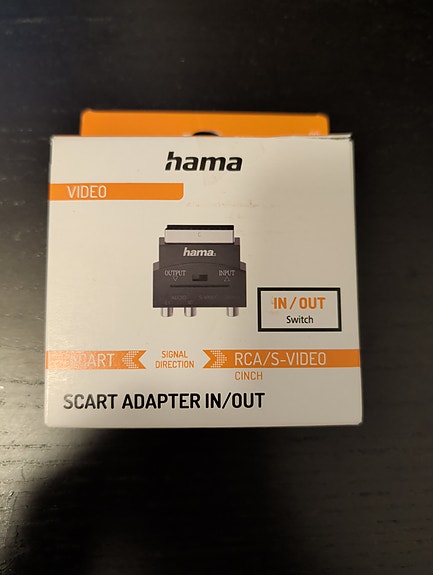 hama
VIDEO
hama
OUTPUT INPUT
IN/OUT
Switch
SCART
SIGNAL
DIRECTION
RCA/S-VIDEO
CINCH
SCART ADAPTER IN/OUT